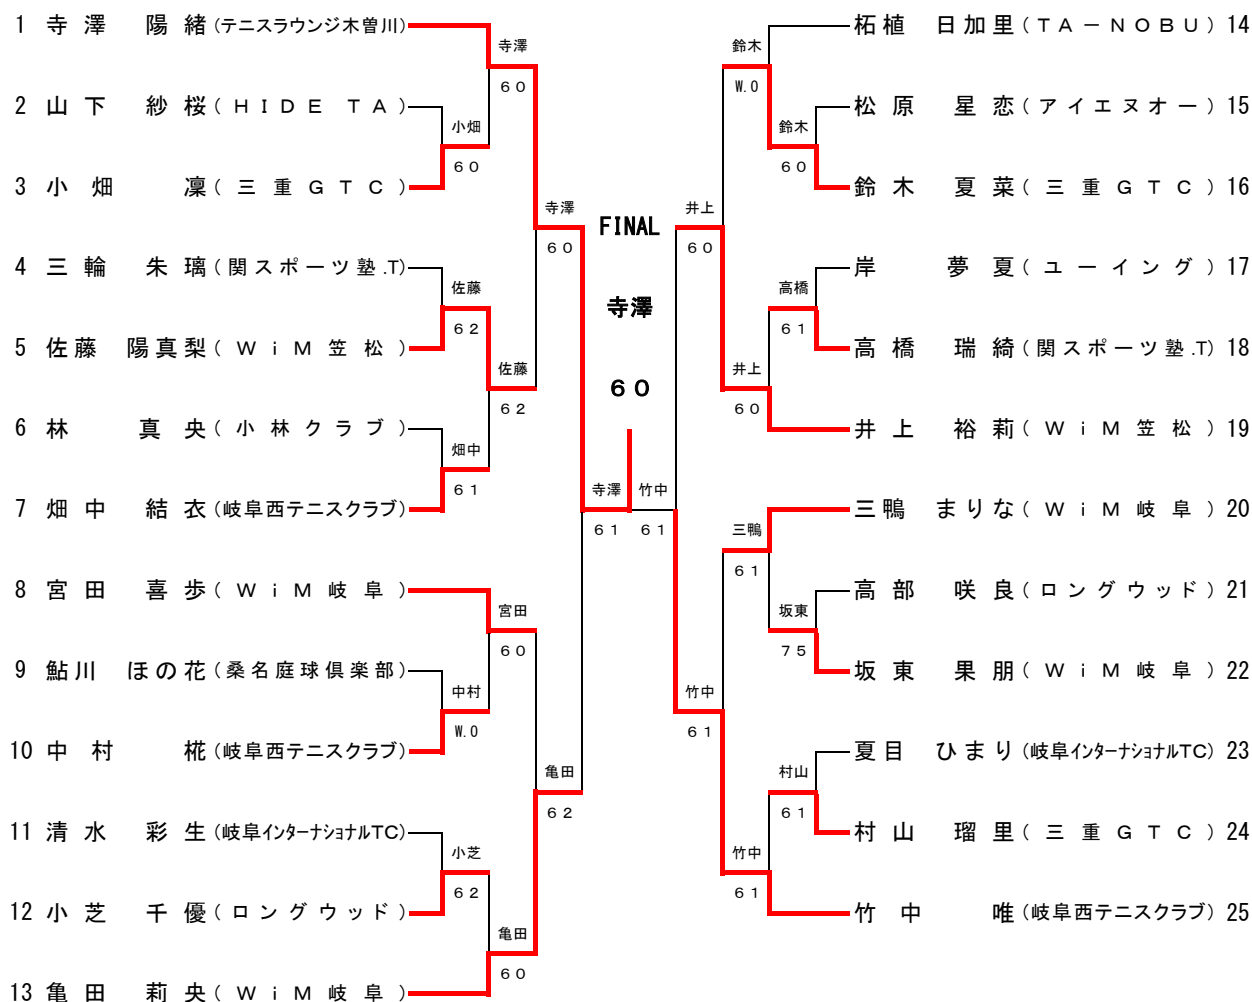 1 寺澤 陽緒 (テニスラウンジ木曽川)
2 山下 紗桜 (HIDE TA)
3 小畑 凜 (三重GTC)
4 三輪 朱璃 (関スポーツ塾.T)
5 佐藤 陽真梨 (WiM笠松)
6 林 真央 (小林クラブ)
7 畑中 結衣 (岐阜西テニスクラブ)
8 宮田 喜歩 (WiM岐阜)
9 鮎川 ほの花 (桑名庭球倶楽部)
10 中村 椛 (岐阜西テニスクラブ)
11 清水 彩生 (岐阜インターナショナルTC)
12 小芝 千優 (ロングウッド)
13 亀田 莉央 (WiM岐阜)
小畑
60
佐藤
62
畑中
61
中村
W.0
小芝
62
寺澤
60
佐藤
62
宮田
60
亀田
60
寺澤
60
亀田
62
寺澤
61
FINAL
寺澤
60
竹中
61
井上
60
竹中
61
鈴木
W.0
井上
60
三鴨
61
竹中
61
鈴木
60
高橋
61
坂東
75
村山
61
柘植 日加里 (TA-NOBU) 14
松原 星恋 (アイエヌオー) 15
鈴木 夏菜 (三重GTC) 16
岸 夢夏 (ユーイング) 17
高橋 瑞綺 (関スポーツ塾.T) 18
井上 裕莉 (WiM笠松) 19
三鴨 まりな (WiM岐阜) 20
高部 咲良 (ロングウッド) 21
坂東 果朋 (WiM岐阜) 22
夏目 ひまり (岐阜インターナショナルTC) 23
村山 瑠里 (三重GTC) 24
竹中 唯 (岐阜西テニスクラブ) 25